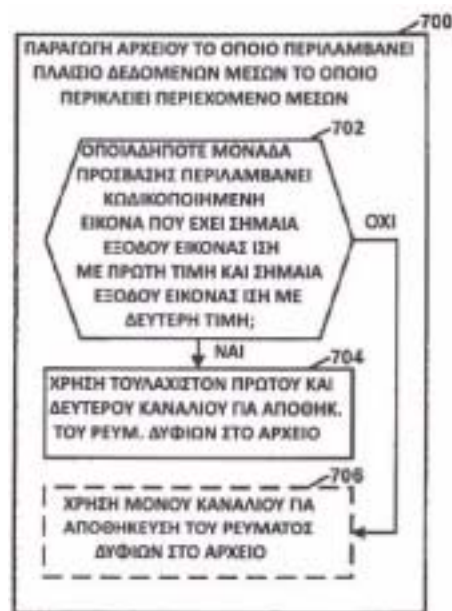 700
ΠΑΡΑΓΩΓΗ ΑΡΧΕΙΟΥ ΤΟ ΟΠΟΙΟ ΠΕΡΙΛΑΜΒΑΝΕΙ
ΠΛΑΙΣΙΟ ΔΕΔΟΜΕΝΩΝ ΜΕΣΩΝ ΤΟ ΟΠΟΙΟ
ΠΕΡΙΚΛΕΙΕΙ ΠΕΡΙΕΧΟΜΕΝΟ ΜΕΣΩΝ
702
ΟΠΟΙΑΔΗΠΟΤΕ ΜΟΝΑΔΑ
ΠΡΟΣΒΑΣΗΣ ΠΕΡΙΛΑΜΒΑΝΕΙ
ΚΩΔΙΚΟΠΟΙΗΜΕΝΗ
ΕΙΚΟΝΑ ΠΟΥ ΕΧΕΙ ΣΗΜΑΙΑ
ΕΞΟΔΟΥ ΕΙΚΟΝΑΣ ΙΣΗ
ΜΕ ΠΡΩΤΗ ΤΙΜΗ ΚΑΙ ΣΗΜΑΙΑ
ΕΞΟΔΟΥ ΕΙΚΟΝΑΣ ΙΣΗ ΜΕ
ΔΕΥΤΕΡΗ ΤΙΜΗ;
ΟΧΙ
ΝΑΙ
704
ΧΡΗΣΗ ΤΟΥΛΑΧΙΣΤΟΝ ΠΡΩΤΟΥ ΚΑΙ
ΔΕΥΤΕΡΟΥ ΚΑΝΑΛΙΟΥ ΓΙΑ ΑΠΟΘΗΚ.
ΤΟΥ ΡΕΥΜ. ΔΥΦΙΩΝ ΣΤΟ ΑΡΧΕΙΟ
706
ΧΡΗΣΗ ΜΟΝΟΥ ΚΑΝΑΛΙΟΥ ΓΙΑ
ΑΠΟΘΗΚΕΥΣΗ ΤΟΥ ΡΕΥΜΑΤΟΣ
ΔΥΦΙΩΝ ΣΤΟ ΑΡΧΕΙΟ